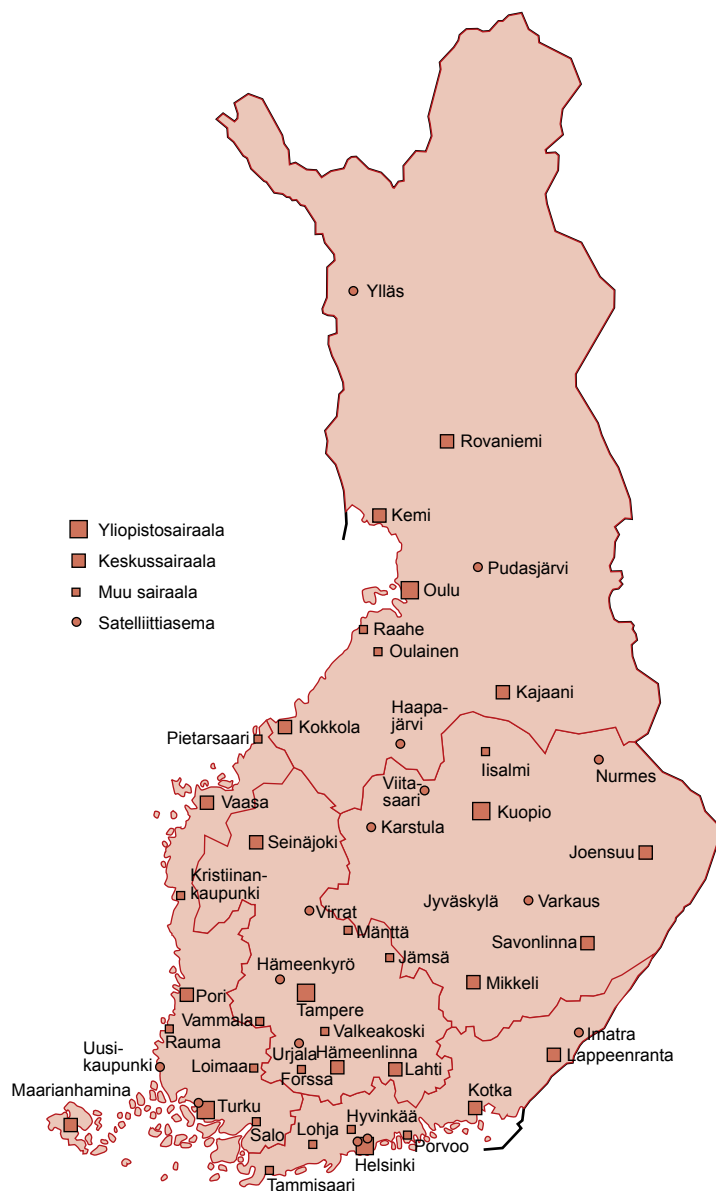 Ylläs
Rovaniemi
Kemi
Yliopistosairaala
Keskussairaala
Muu sairaala
Satelliittiasema
Pudasjärvi
Oulu
Raahe
Oulainen
Kajaani
Haapa-
järvi
Kokkola
Pietarsaari
Iisalmi
Nurmes
Viita-
saari
Vaasa
Kuopio
Karstula
Seinäjoki
Joensuu
Kristiinan-
kaupunki
Jyväskylä
Varkaus
Virrat
Mänttä
Savonlinna
Jämsä
Hämeenkyrö
Mikkeli
Pori
Tampere
Vammala
Valkeakoski
Rauma
Imatra
Uusi-
kaupunki
Urjala
Hämeenlinna
Lappeenranta
Loimaa
Forssa
Lahti
Maarianhamina
Kotka
Turku
Hyvinkää
Salo
Lohja
Porvoo
Helsinki
Tammisaari